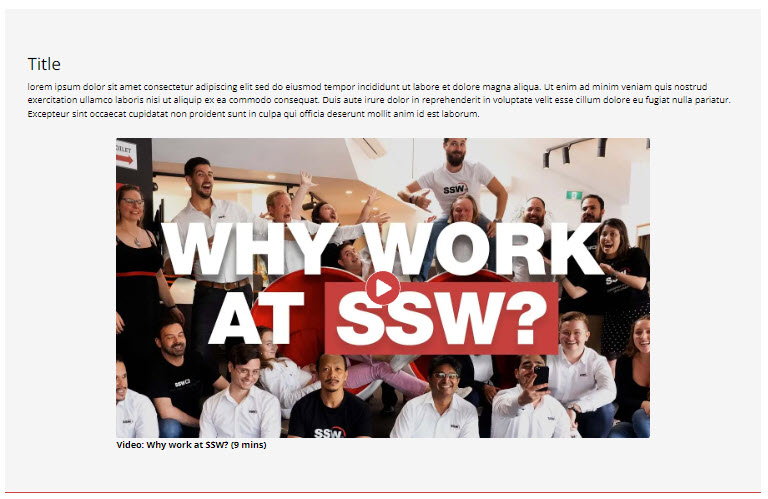 Title
lorem ipsum dolor sit amet consectetur adipiscing elit sed do eiusmod tempor incididunt ut labore et dolore magna aliqua. Ut enim ad minim veniam quis nostrud
exercitation ullamco laboris nisi ut aliquip ex ea commodo consequat. Duis aute irure dolor in reprehenderit in voluptate velit esse cillum dolore eu fugiat nulla pariatur.
Excepteur sint occaecat cupidatat non proident sunt in culpa qui officia deserunt mollit anim id est laborum.
SSW
WHY WORK
AT SSW?
SSW
SSW
Video: Why work at SSW? (9 mins)